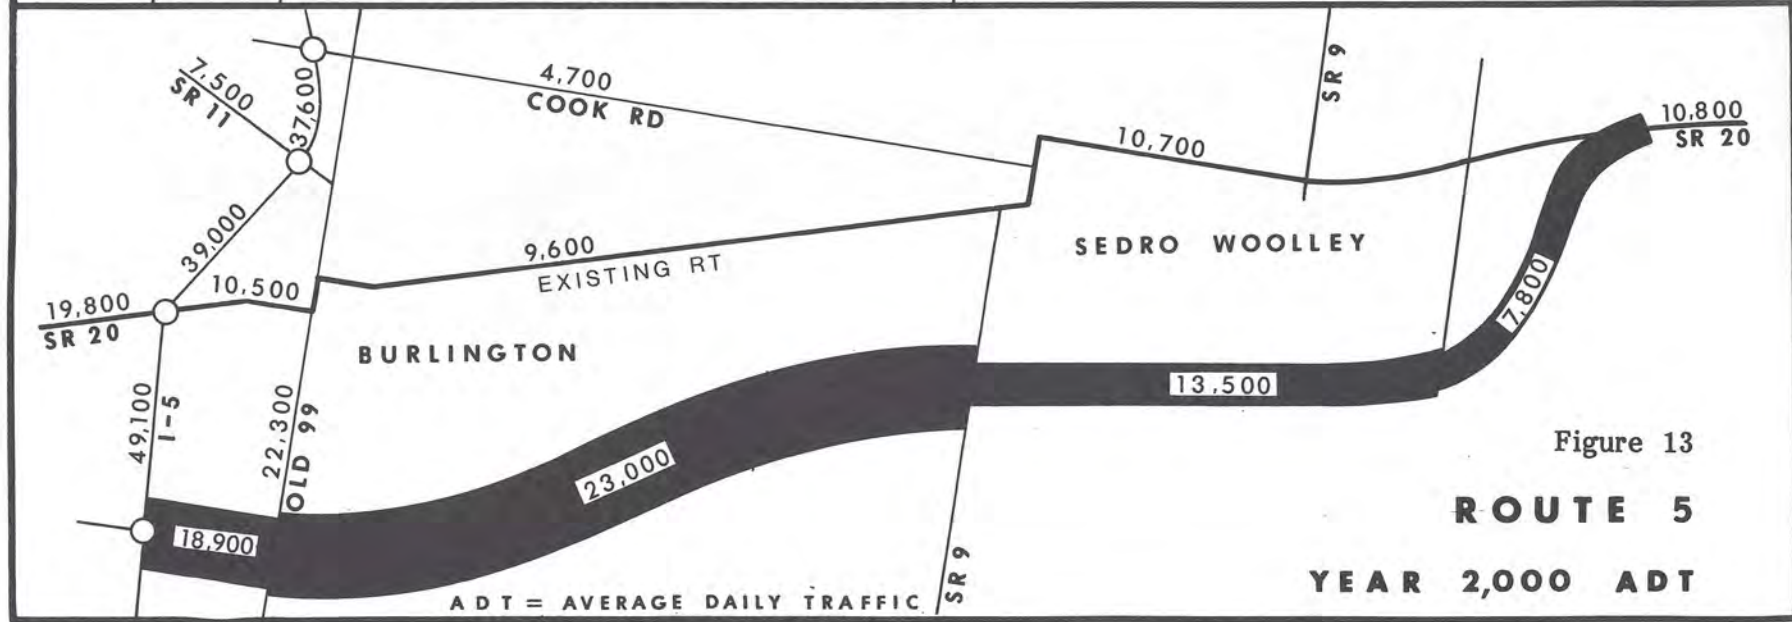 7,500
SR 11
37,600
4,700
COOK RD
SR 9
10,700
10,800
SR 20
39,000
10,500
19,800
SR 20
9,600
EXISTING RT
SEDRO WOOLLEY
BURLINGTON
7,800
49,100
I-5
22,300
OLD 99
13,500
23,000
18,900
SR 9
Figure 13
ROUTE 5
YEAR 2,000 ADT
ADT = AVERAGE DAILY TRAFFIC